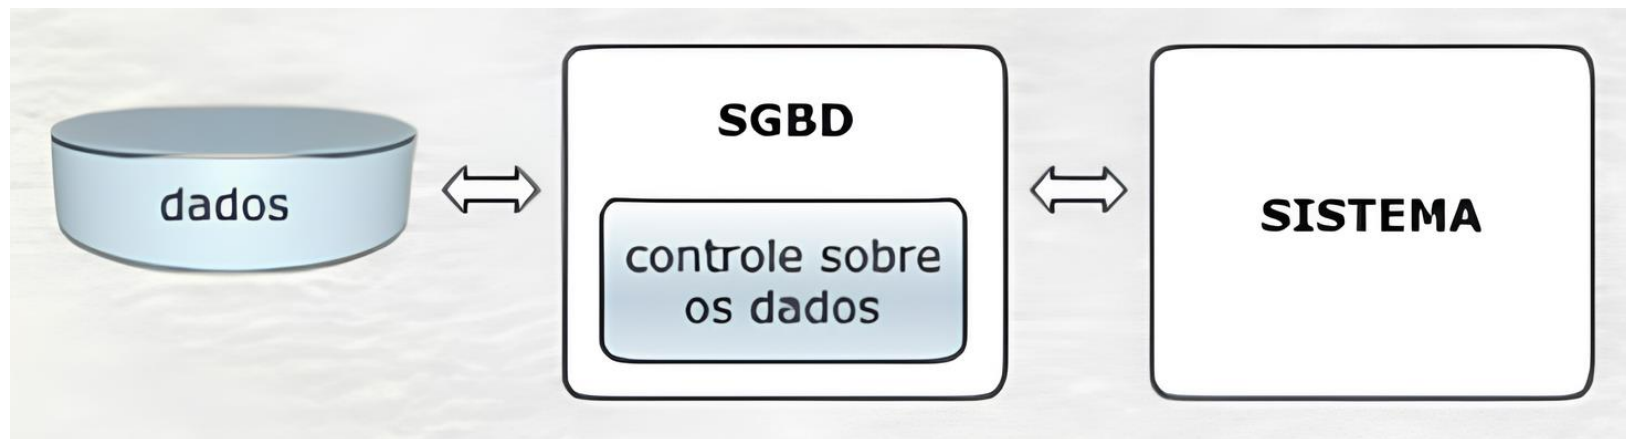 dados
SGBD
controle sobre
os dados
SISTEMA